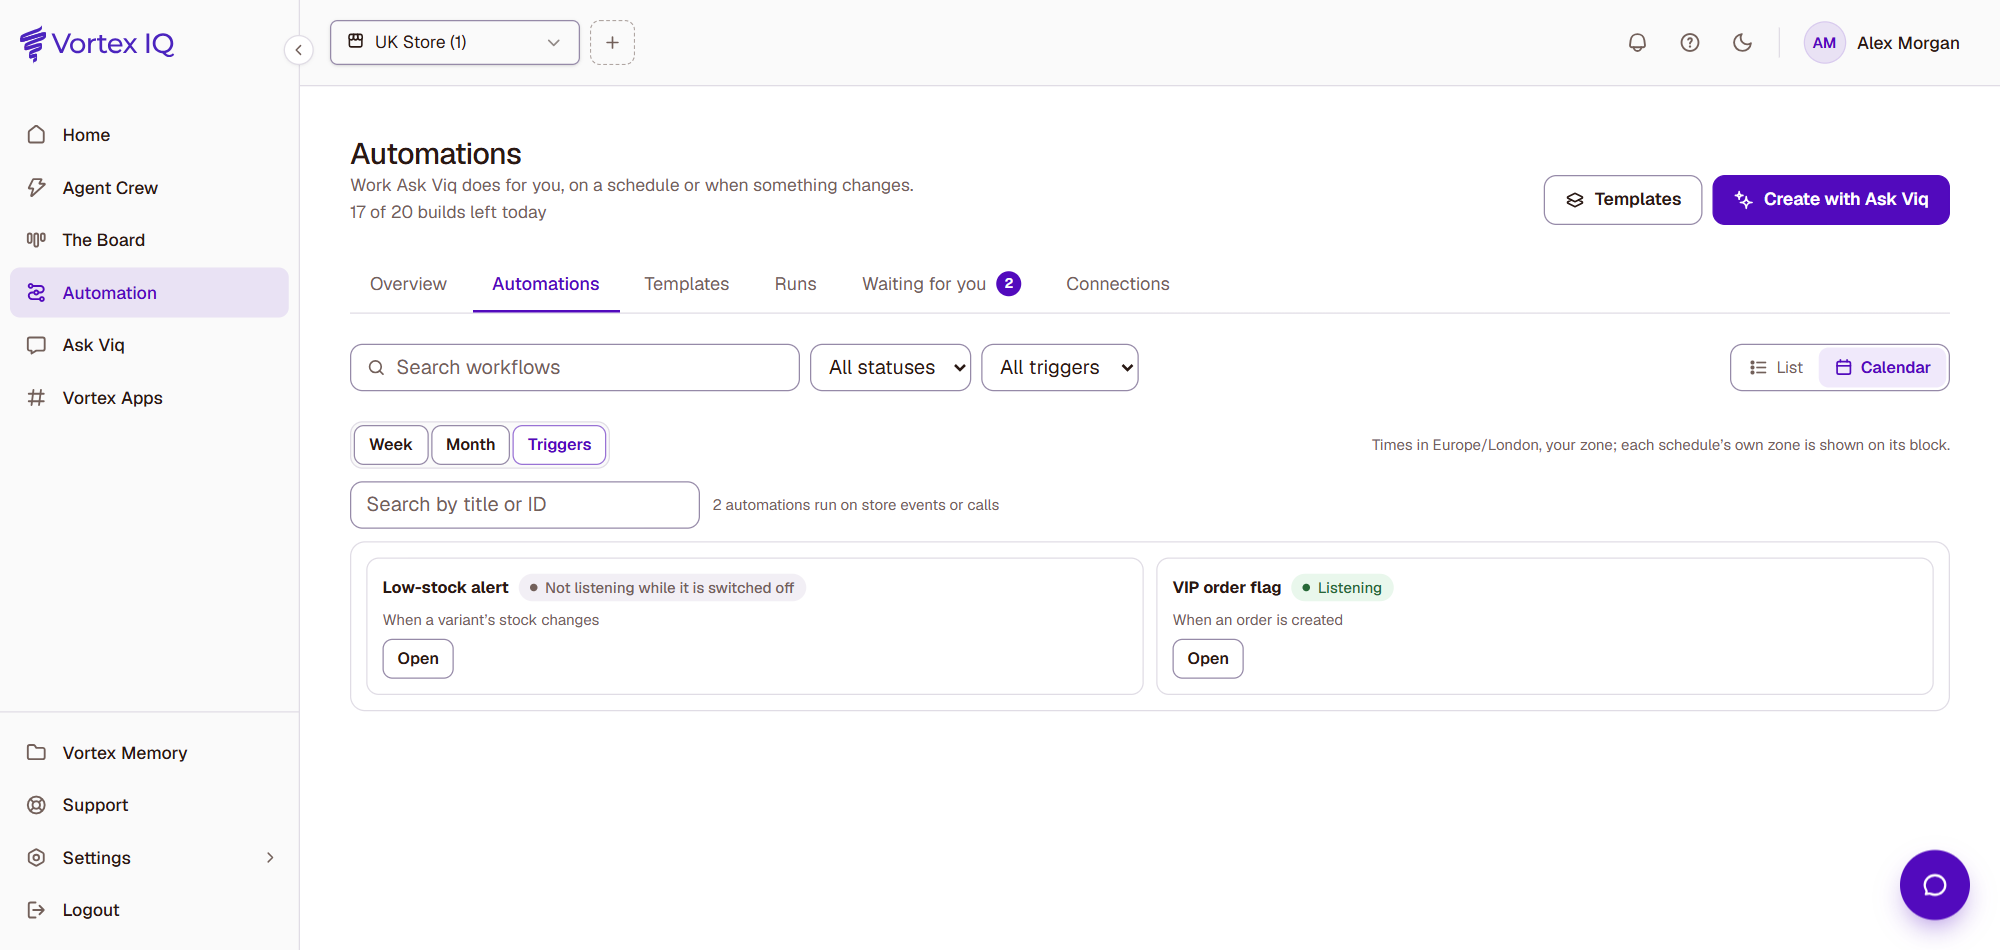 Vortex IQ
UK Store (1)
AM
Alex Morgan
Home
Agent Crew
The Board
Automation
Ask Viq
Vortex Apps
Vortex Memory
Support
Settings
Logout
Automations
Work Ask Viq does for you, on a schedule or when something changes.
17 of 20 builds left today
Templates
Create with Ask Viq
Overview
Automations
Templates
Runs
Waiting for you 2
Connections
Search workflows
All statuses
All triggers
List
Calendar
Week
Month
Triggers
Times in Europe/London, your zone; each schedule's own zone is shown on its block.
Search by title or ID
2 automations run on store events or calls
Low-stock alert
Not listening while it is switched off
When a variant's stock changes
Open
VIP order flag
Listening
When an order is created
Open